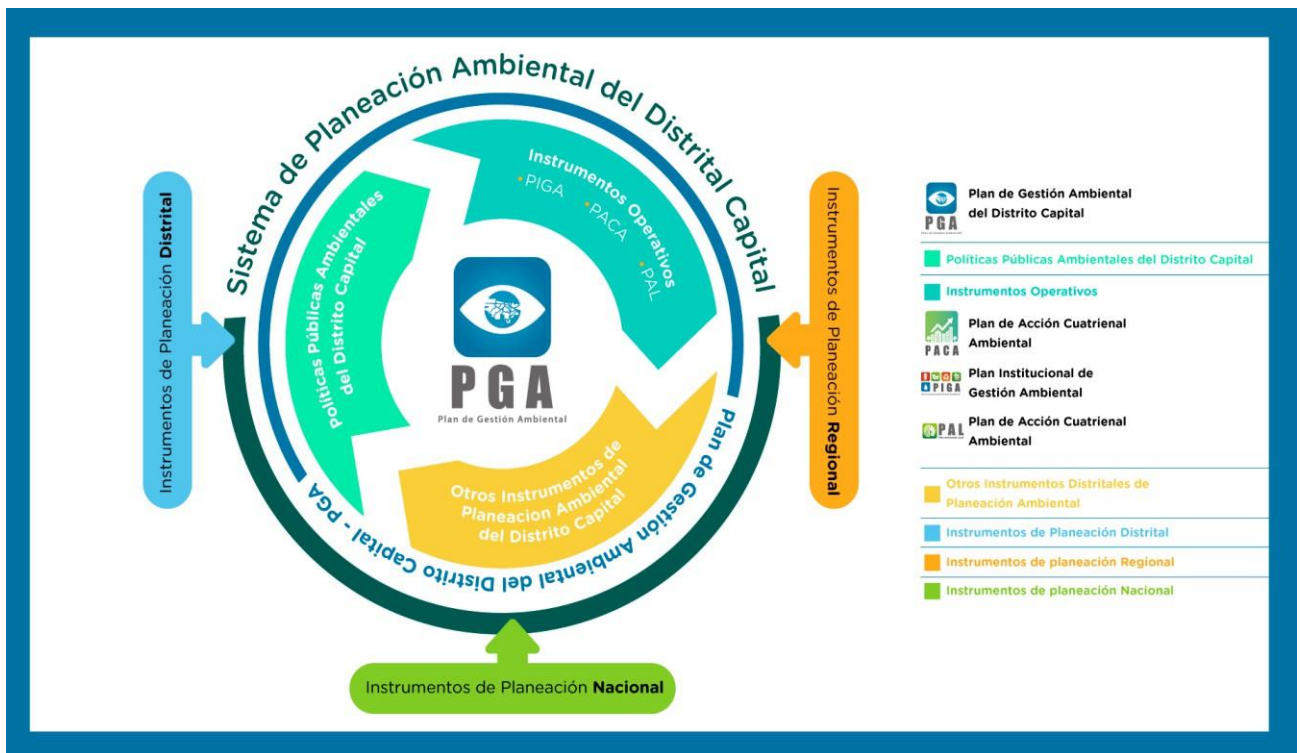 Sistema de Planeación Ambiental del Distrital Capital
Instrumentos de Planeación Distrital
Políticas Públicas Ambientales
del Distrito Capital
Instrumentos Operativos
• PIGA
• PACA
• PAL
PGA
Plan de Gestión Ambiental
Otros Instrumentos de
Planeacion Ambiental
del Distrito Capital
Plan de Gestión Ambiental del Distrito Capital - PGA
Instrumentos de Planeación Regional
Instrumentos de Planeación Nacional
PGA
Plan de Gestión Ambiental
del Distrito Capital
Políticas Públicas Ambientales del Distrito Capital
Instrumentos Operativos
PACA
Plan de Acción Cuatrienal
Ambiental
PIGA
Plan Institucional de
Gestión Ambiental
PAL
Plan de Acción Cuatrienal
Ambiental
Otros Instrumentos Distritales de
Planeación Ambiental
Instrumentos de Planeación Distrital
Instrumentos de planeación Regional
Instrumentos de planeación Nacional